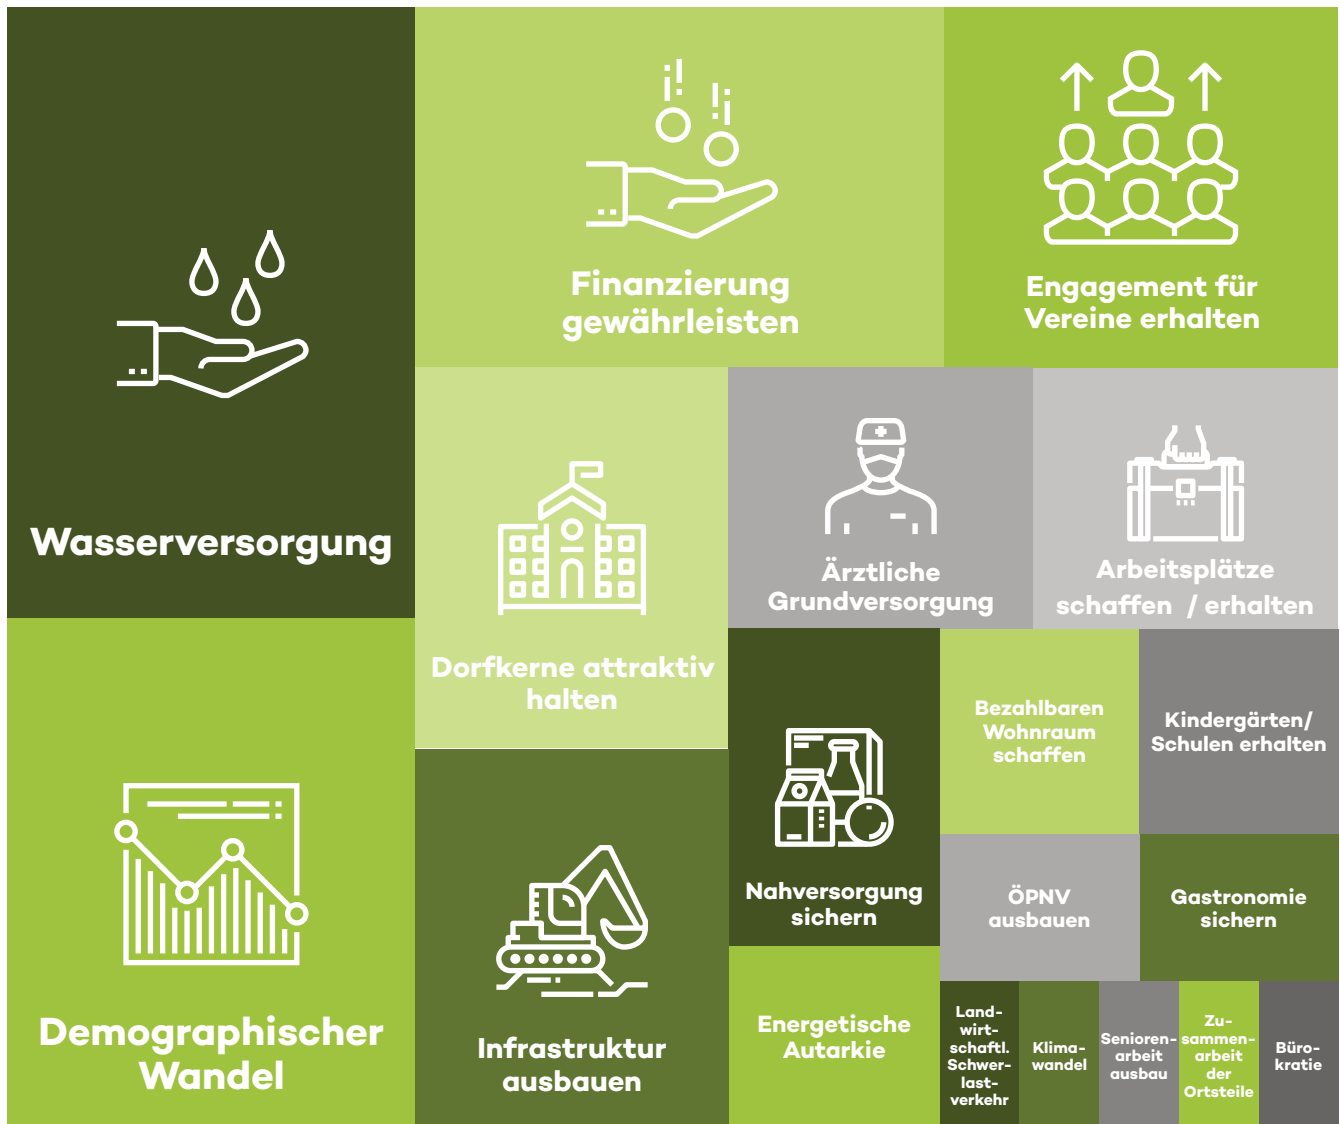 Wasserversorgung
Finanzierung
gewährleisten
Engagement für
Vereine erhalten
Dorfkerne attraktiv
halten
Ärztliche
Grundversorgung
Arbeitsplätze
schaffen / erhalten
Demographischer
Wandel
Infrastruktur
ausbauen
Nahversorgung
sichern
Bezahlbaren
Wohnraum
schaffen
Kindergärten/
Schulen erhalten
ÖPNV
ausbauen
Gastronomie
sichern
Energetische
Autarkie
Land-
wirt-
schaftl.
Schwer-
last-
verkehr
Klima-
wandel
Senioren-
arbeit
ausbau
Zu-
sammen-
arbeit
der
Ortsteile
Büro-
kratie